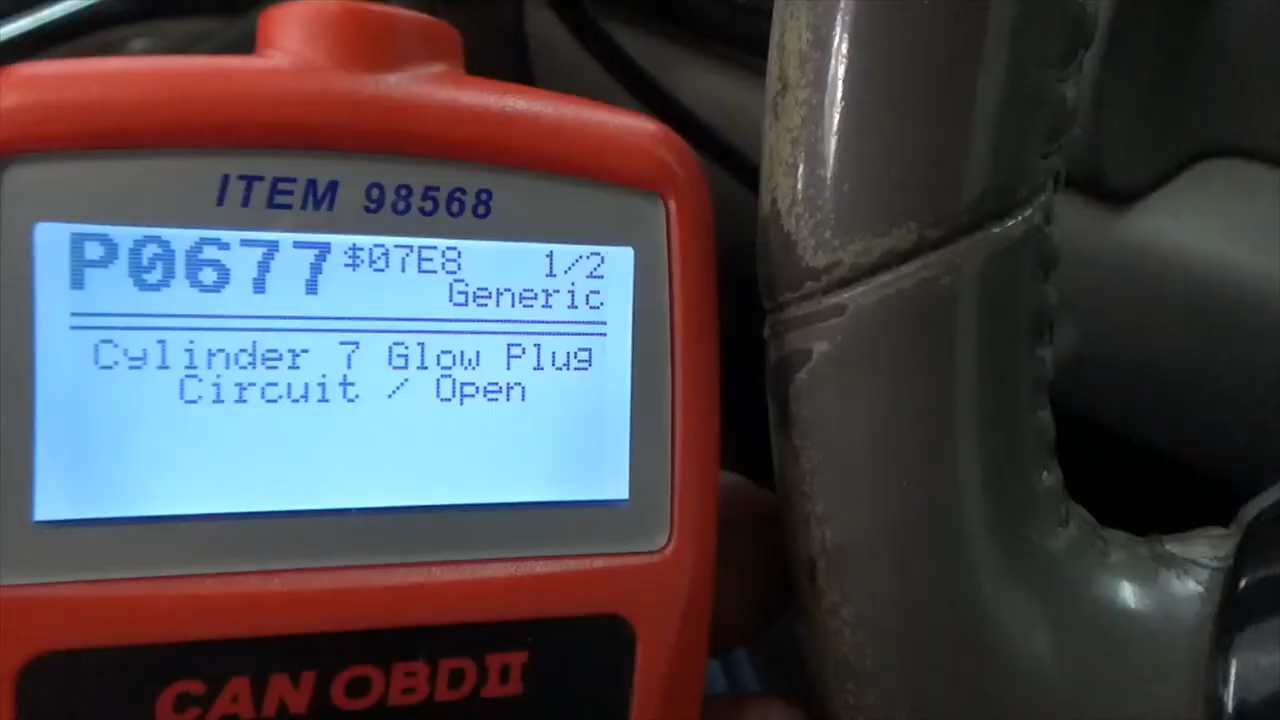 ITEM 98568
P0677 $07E8 1/2
Generic
Cylinder 7 Glow Plug
Circuit / Open
CAN OBDII